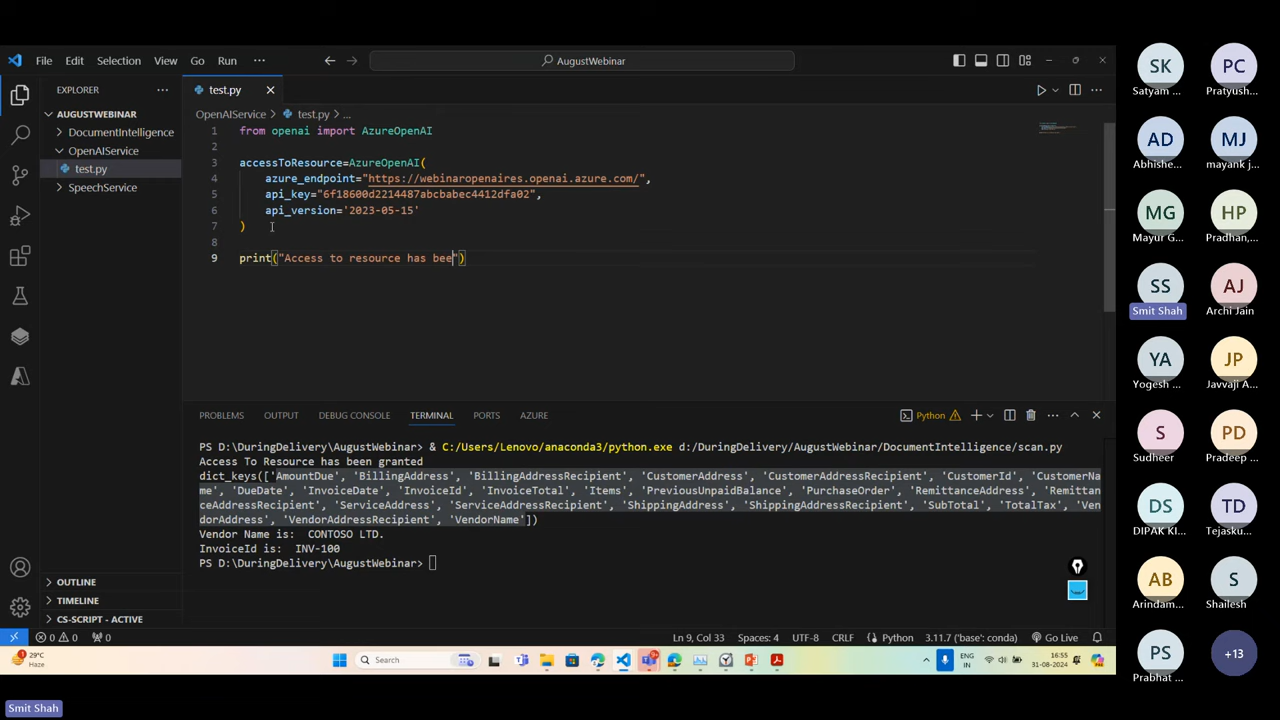 File Edit Selection View Go Run ··· AugustWebinar
EXPLORER
AUGUSTWEBINAR
DocumentIntelligence
OpenAIService
test.py
SpeechService
OUTLINE
TIMELINE
CS-SCRIPT - ACTIVE
test.py
OpenAIService > test.py > ...
1 from openai import AzureOpenAI
2
3 accessToResource=AzureOpenAI(
4 azure_endpoint="https://webinaropenaires.openai.azure.com/",
5 api_key="6f18600d2214487abcbabec4412dfa02",
6 api_version='2023-05-15'
7 )
8
9 print("Access to resource has bee")
PROBLEMS OUTPUT DEBUG CONSOLE TERMINAL PORTS AZURE
Python
PS D:\DuringDelivery\AugustWebinar> & C:/Users/Lenovo/anaconda3/python.exe d:/DuringDelivery/AugustWebinar/DocumentIntelligence/scan.py
Access To Resource has been granted
dict_keys(['AmountDue', 'BillingAddress', 'BillingAddressRecipient', 'CustomerAddress', 'CustomerAddressRecipient', 'CustomerId', 'CustomerNa
me', 'DueDate', 'InvoiceDate', 'InvoiceId', 'InvoiceTotal', 'Items', 'PreviousUnpaidBalance', 'PurchaseOrder', 'RemittanceAddress', 'Remittan
ceAddressRecipient', 'ServiceAddress', 'ServiceAddressRecipient', 'ShippingAddress', 'ShippingAddressRecipient', 'SubTotal', 'TotalTax', 'Ven
dorAddress', 'VendorAddressRecipient', 'VendorName'])
Vendor Name is:  CONTOSO LTD.
InvoiceId is:  INV-100
PS D:\DuringDelivery\AugustWebinar>
0 0 0 Ln 9, Col 33 Spaces: 4 UTF-8 CRLF Python 3.11.7 ('base': conda) Go Live
29°C
Haze
Search
ENG
IN
16:55
31-08-2024
SK
Satyam ...
PC
Pratyush...
AD
Abhishe...
MJ
mayank j...
MG
Mayur G...
HP
Pradhan,...
SS
Smit Shah
AJ
Archi Jain
YA
Yogesh ...
JP
Javvaji A...
S
Sudheer
PD
Pradeep ...
DS
DIPAK KI...
TD
Tejasku...
AB
Arindam...
S
Shailesh
PS
Prabhat ...
+13
Smit Shah